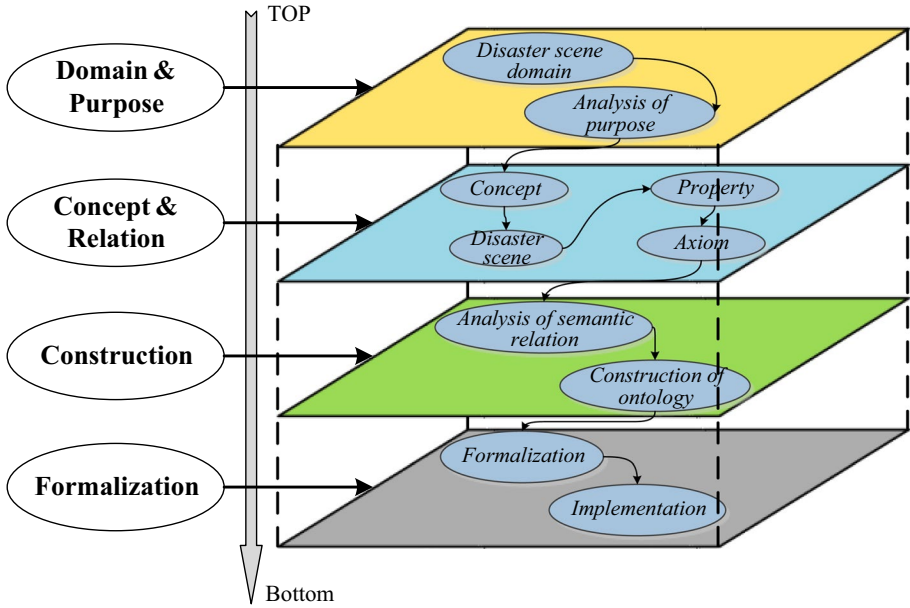 TOP
Domain &
Purpose
Disaster scene
domain
Analysis of
purpose
Concept &
Relation
Concept
Property
Disaster
scene
Axiom
Construction
Analysis of semantic
relation
Construction of
ontology
Formalization
Formalization
Implementation
Bottom